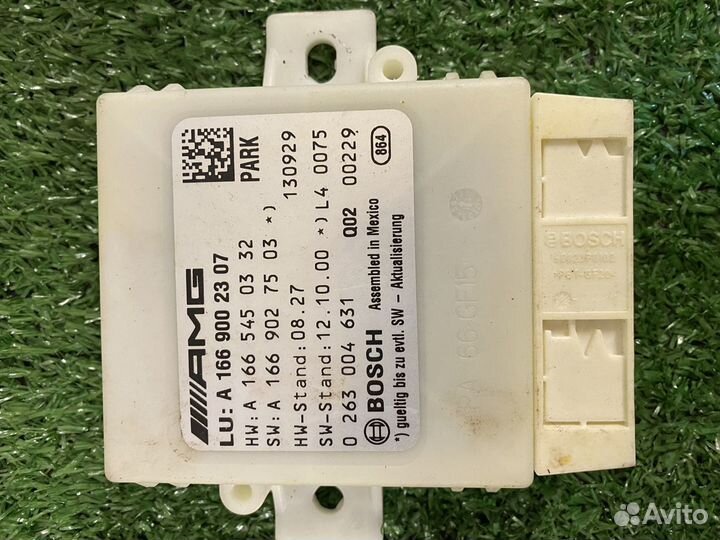 AMG
LU: A 166 900 23 07
HW: A 166 545 03 32
SW: A 166 902 75 03 *)
HW-Stand: 08.27
SW-Stand: 12.10.00 *) L4 0075
0 263 004 631 Q02 00229
BOSCH Assembled in Mexico
*) gueltig bis zu evtl. SW - Aktualisierung
PARK
130929
864
BOSCH
Avito